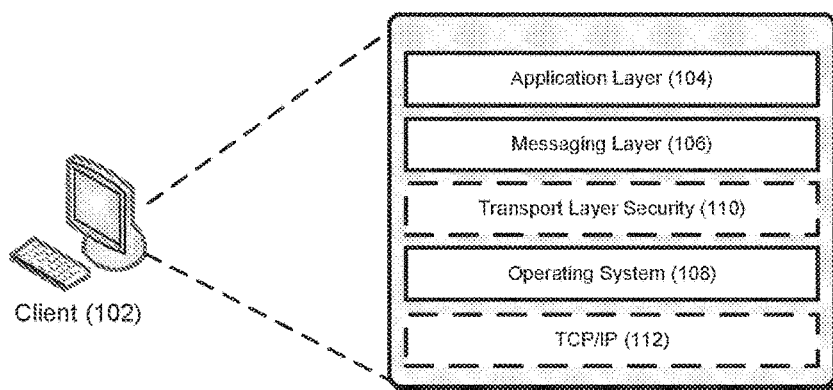 Application Layer (104)
Messaging Layer (106)
Transport Layer Security (110)
Operating System (108)
TCP/IP (112)
Client (102)